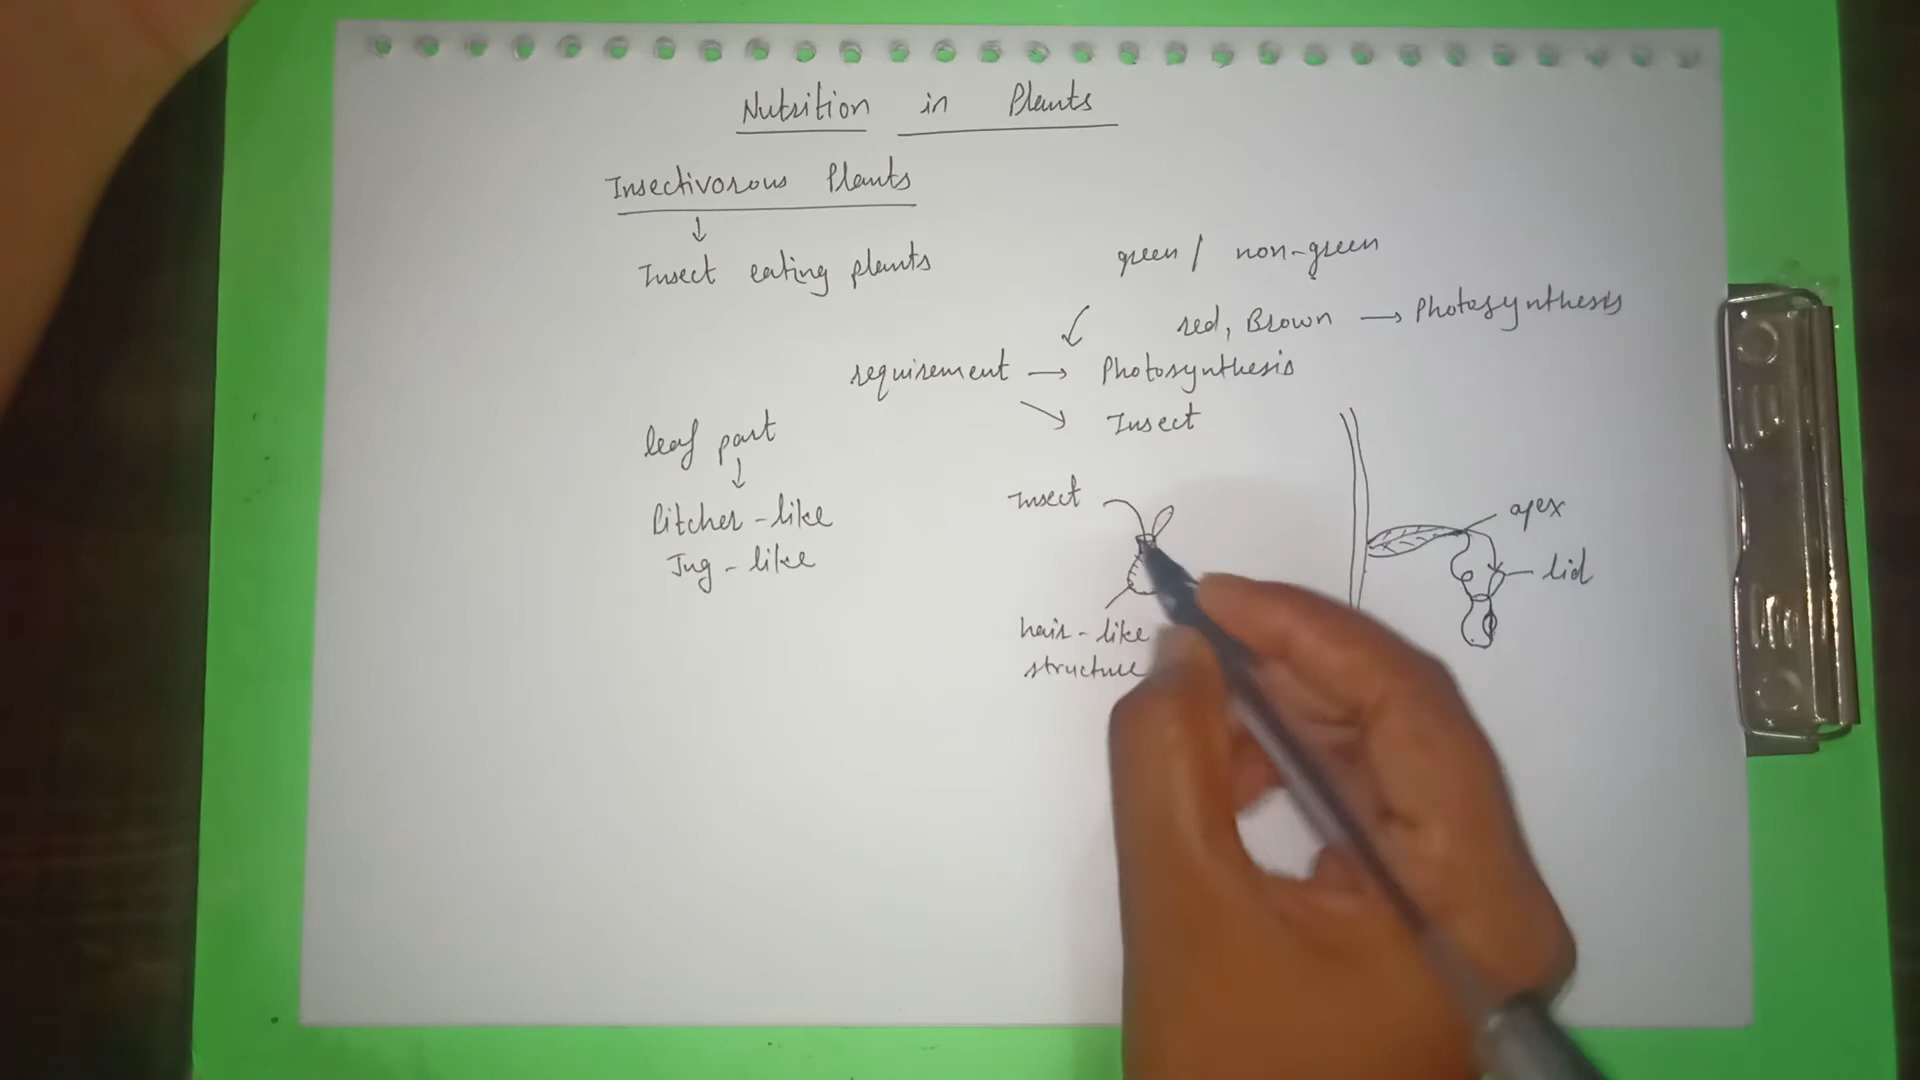 Nutrition in Plants
Insectivorous Plants
↓
Insect eating plants
green / non-green
red, Brown → Photosynthesis
requirement → Photosynthesis
Insect
leaf part
↓
Pitcher-like
Jug-like
Insect
hair-like
structure
apex
lid